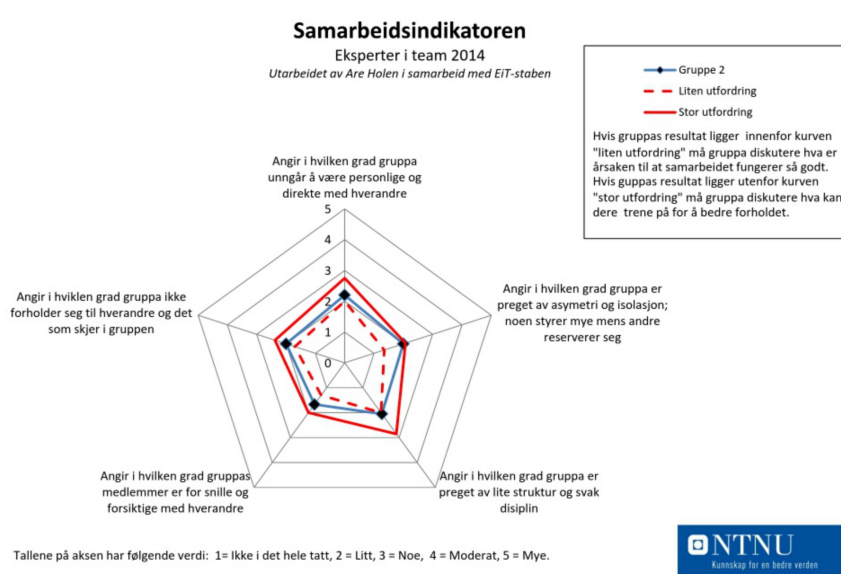 Samarbeidsindikatoren
Eksperter i team 2014
Utarbeidet av Are Holen i samarbeid med EiT-staben
Gruppe 2
Liten utfordring
Stor utfordring
Hvis gruppas resultat ligger innenfor kurven
"liten utfordring" må gruppa diskutere hva er
årsaken til at samarbeidet fungerer så godt.
Hvis guppas resultat ligger utenfor kurven
"stor utfordring" må gruppa diskutere hva kan
dere trene på for å bedre forholdet.
Angir i hvilken grad gruppa
unngår å være personlige og
direkte med hverandre
5
4
3
2
1
0
Angir i hvilken grad gruppa er
preget av asymetri og isolasjon;
noen styrer mye mens andre
reserverer seg
Angir i hviklen grad gruppa ikke
forholder seg til hverandre og det
som skjer i gruppen
Angir i hvilken grad gruppas
medlemmer er for snille og
forsiktige med hverandre
Angir i hvilken grad gruppa er
preget av lite struktur og svak
disiplin
Tallene på aksen har følgende verdi: 1= Ikke i det hele tatt, 2 = Litt, 3 = Noe, 4 = Moderat, 5 = Mye.
NTNU
Kunnskap for en bedre verden